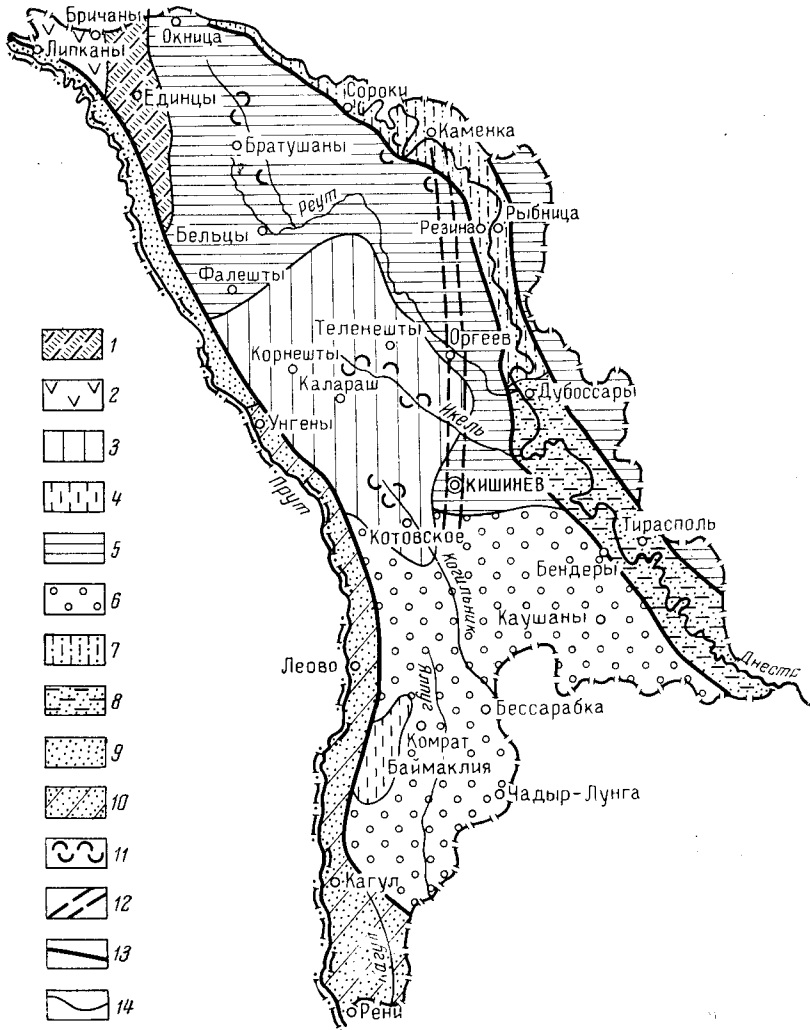 Бричаны
Окница
Липканы
Единцы
Сороки
Каменка
Братушаны
Реут
Резина
Рыбница
Бельцы
Фалешты
Теленешты
Оргеев
Корнешты
Калараш
Дубоссары
Икель
Унгены
КИШИНЕВ
Прут
Тирасполь
Котовское
Бендеры
Когильник
Каушаны
Днестр
Леово
Ялпуг
Бессарабка
Комрат
Баймаклия
Чадыр-Лунга
Кагул
Рени
1
2
3
4
5
6
7
8
9
10
11
12
13
14